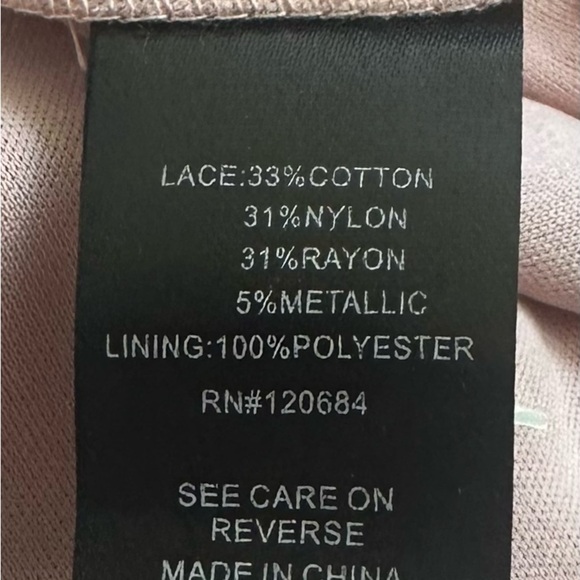 LACE:33%COTTON
31%NYLON
31%RAYON
5%METALLIC
LINING:100%POLYESTER
RN#120684
SEE CARE ON
REVERSE
MADE IN CHINA